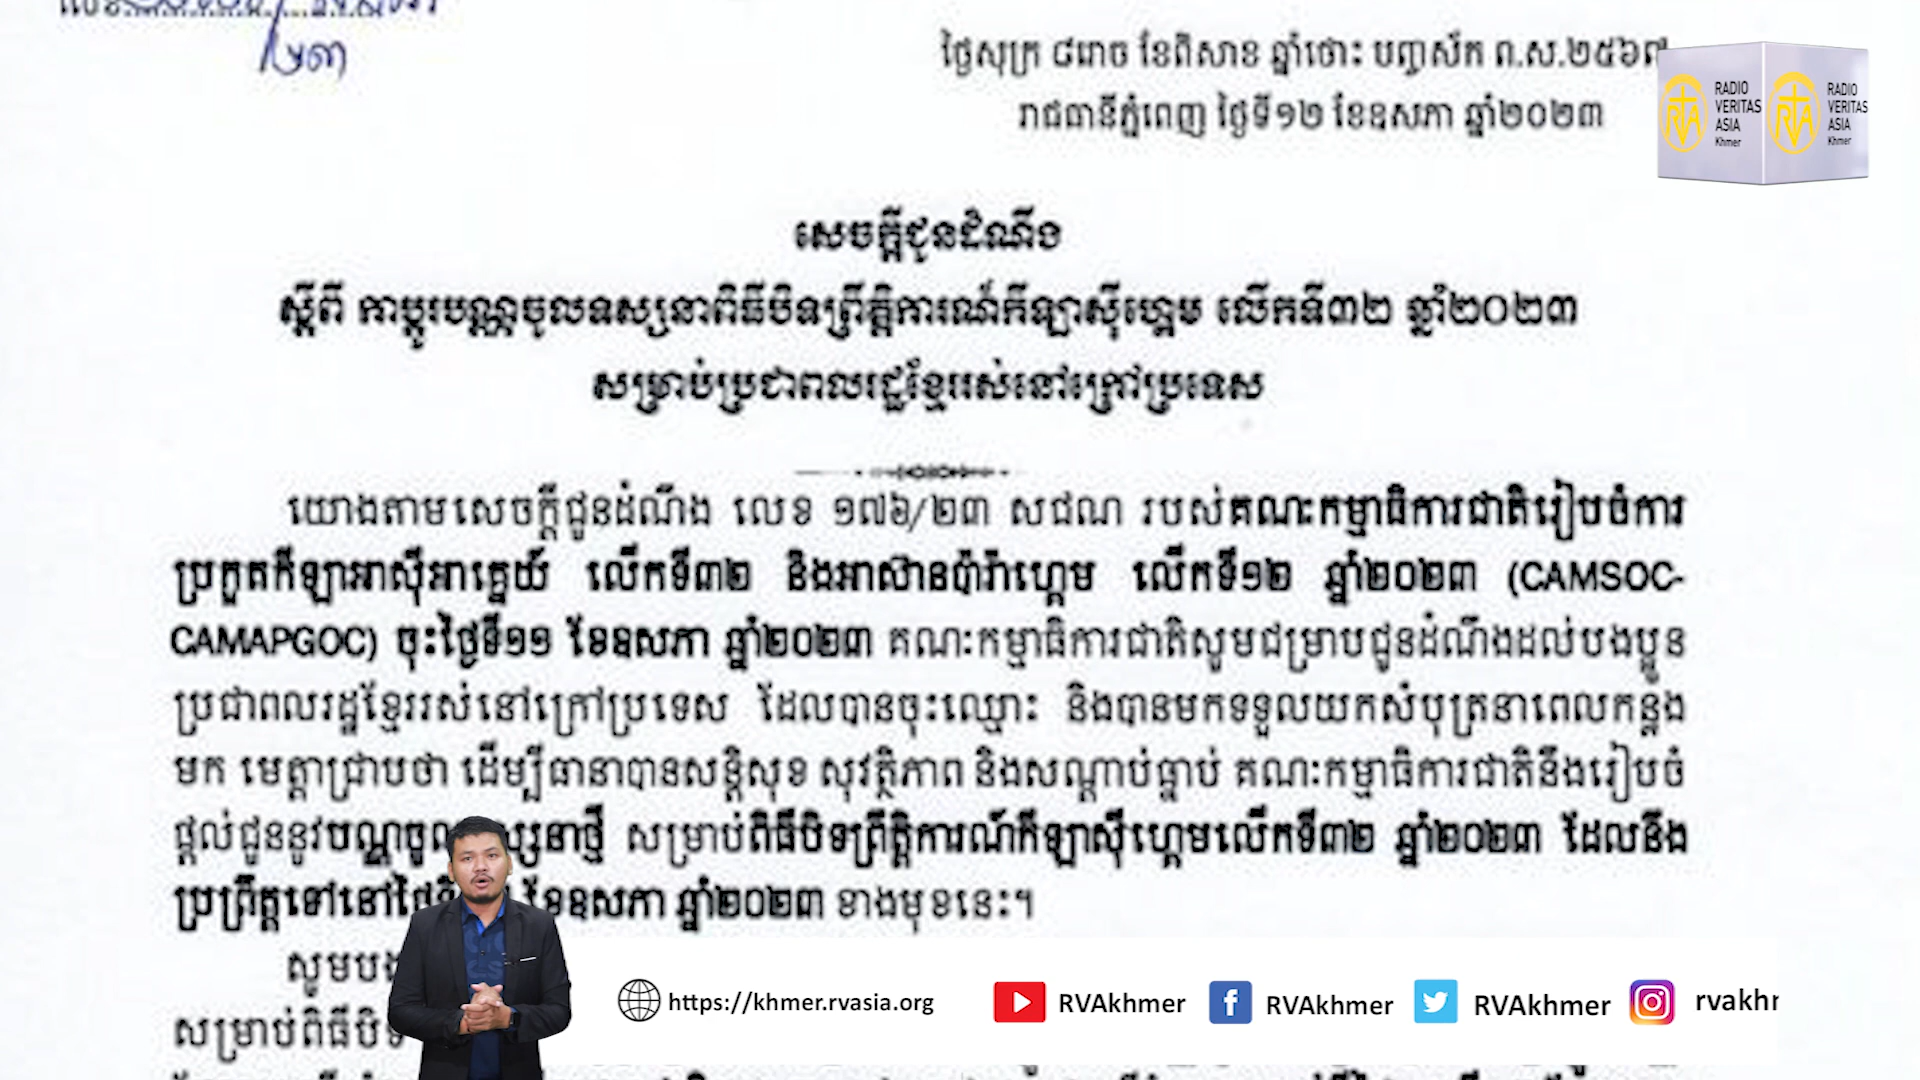 លេខ
/២៣
ថ្ងៃសុក្រ ៨រោច ខែពិសាខ ឆ្នាំថោះ បញ្ចស័ក ព.ស.២៥៦៧
រាជធានីភ្នំពេញ ថ្ងៃទី១២ ខែឧសភា ឆ្នាំ២០២៣
RADIO VERITAS ASIA Khmer
RADIO VERITAS ASIA Khmer
សេចក្តីជូនដំណឹង
ស្តីពី កាប្តូរបណ្ណចូលទស្សនាពិធីបិទព្រឹត្តិការណ៍កីឡាស៊ីហ្គេម លើកទី៣២ ឆ្នាំ២០២៣
សម្រាប់ប្រជាពលរដ្ឋខ្មែររស់នៅក្រៅប្រទេស
យោងតាមសេចក្តីជូនដំណឹង លេខ ១៧៦/២៣ សជណ របស់គណៈកម្មាធិការជាតិរៀបចំការ
ប្រកួតកីឡាអាស៊ីអាគ្នេយ៍ លើកទី៣២ និងអាស៊ានប៉ារ៉ាហ្គេម លើកទី១២ ឆ្នាំ២០២៣ (CAMSOC-
CAMAPGOC) ចុះថ្ងៃទី១១ ខែឧសភា ឆ្នាំ២០២៣ គណៈកម្មាធិការជាតិសូមជម្រាបជូនដំណឹងដល់បងប្អូន
ប្រជាពលរដ្ឋខ្មែររស់នៅក្រៅប្រទេស ដែលបានចុះឈ្មោះ និងបានមកទទួលយកសំបុត្រនាពេលកន្លង
មក មេត្តាជ្រាបថា ដើម្បីធានាបានសន្តិសុខ សុវត្ថិភាព និងសណ្តាប់ធ្នាប់ គណៈកម្មាធិការជាតិនឹងរៀបចំ
ផ្តល់ជូននូវបណ្ណចូលទស្សនាថ្មី សម្រាប់ពិធីបិទព្រឹត្តិការណ៍កីឡាស៊ីហ្គេមលើកទី៣២ ឆ្នាំ២០២៣ ដែលនឹង
ប្រព្រឹត្តទៅនៅថ្ងៃទី ខែឧសភា ឆ្នាំ២០២៣ ខាងមុខនេះ។
សូមបង
សម្រាប់ពិធីបិទ
https://khmer.rvasia.org RVAkhmer RVAkhmer RVAkhmer rvakhr